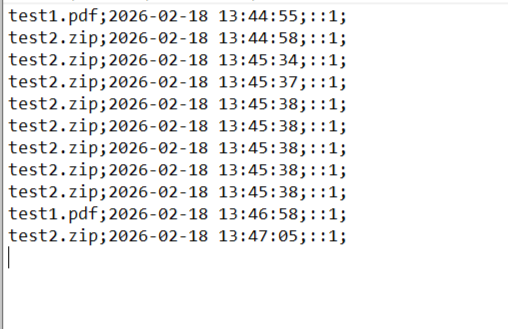 test1.pdf;2026-02-18 13:44:55;::1;
test2.zip;2026-02-18 13:44:58;::1;
test2.zip;2026-02-18 13:45:34;::1;
test2.zip;2026-02-18 13:45:37;::1;
test2.zip;2026-02-18 13:45:38;::1;
test2.zip;2026-02-18 13:45:38;::1;
test2.zip;2026-02-18 13:45:38;::1;
test2.zip;2026-02-18 13:45:38;::1;
test2.zip;2026-02-18 13:45:38;::1;
test1.pdf;2026-02-18 13:46:58;::1;
test2.zip;2026-02-18 13:47:05;::1;